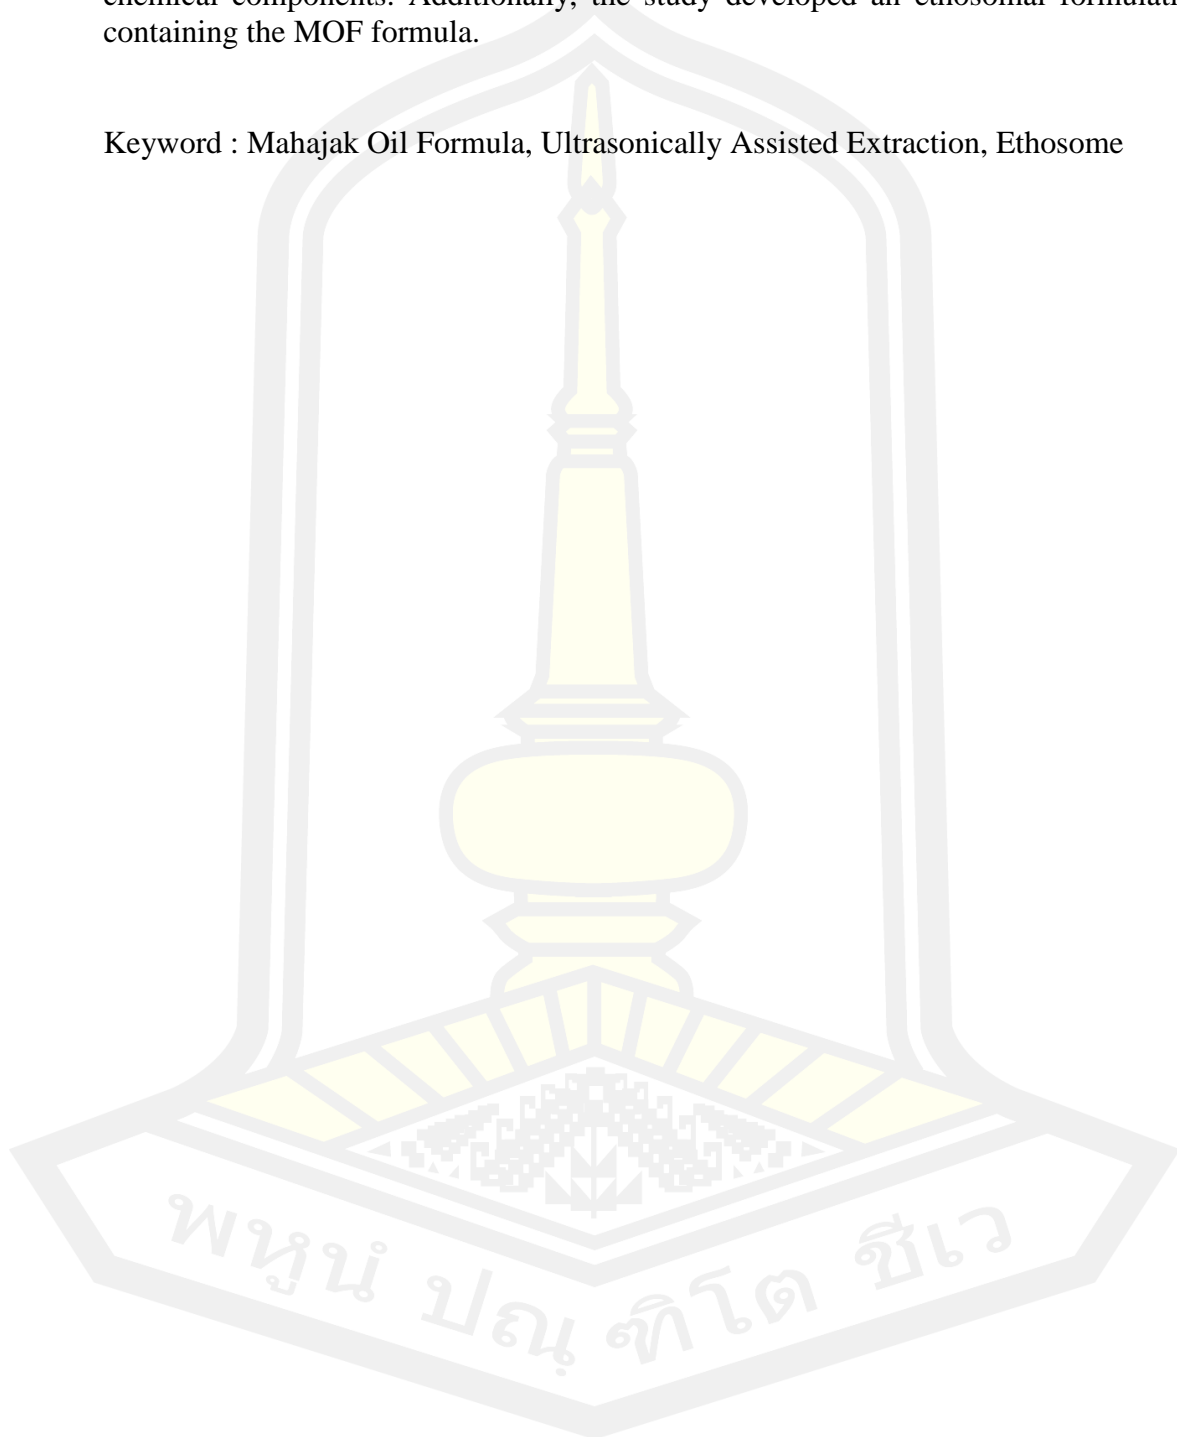 chemical components. Additionally, the study developed an ethosomal formulati
containing the MOF formula.
Keyword : Mahajak Oil Formula, Ultrasonically Assisted Extraction, Ethosome
พหูนํ ปณฺฑิโต ชีเว